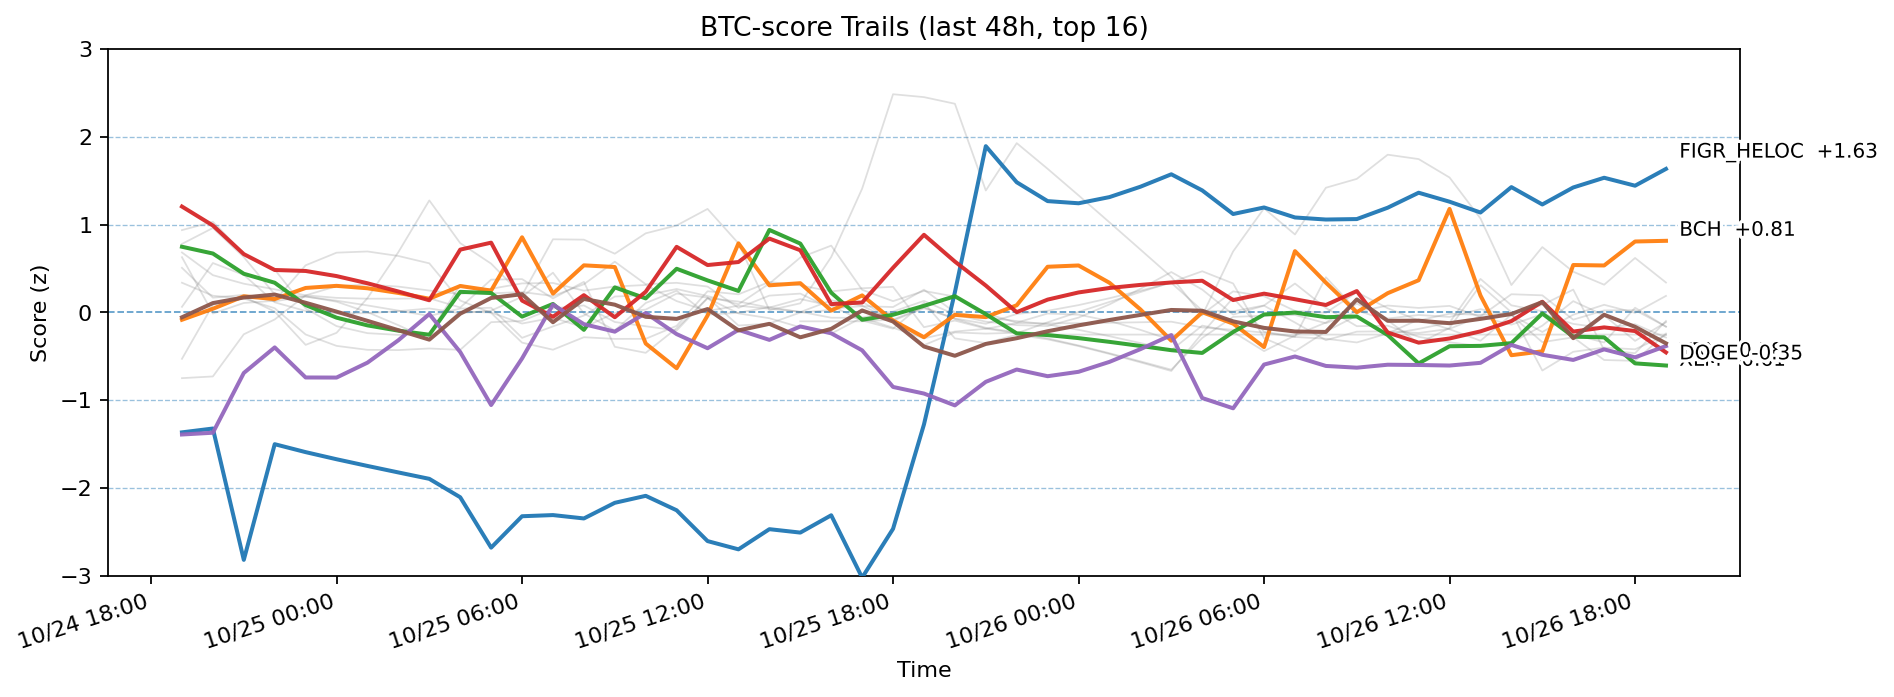 BTC-score Trails (last 48h, top 16)
Score (z)
3
2
1
0
−1
−2
−3
FIGR_HELOC +1.63
BCH +0.81
DOGE -0.35
10/24 18:00
10/25 00:00
10/25 06:00
10/25 12:00
10/25 18:00
10/26 00:00
10/26 06:00
10/26 12:00
10/26 18:00
Time